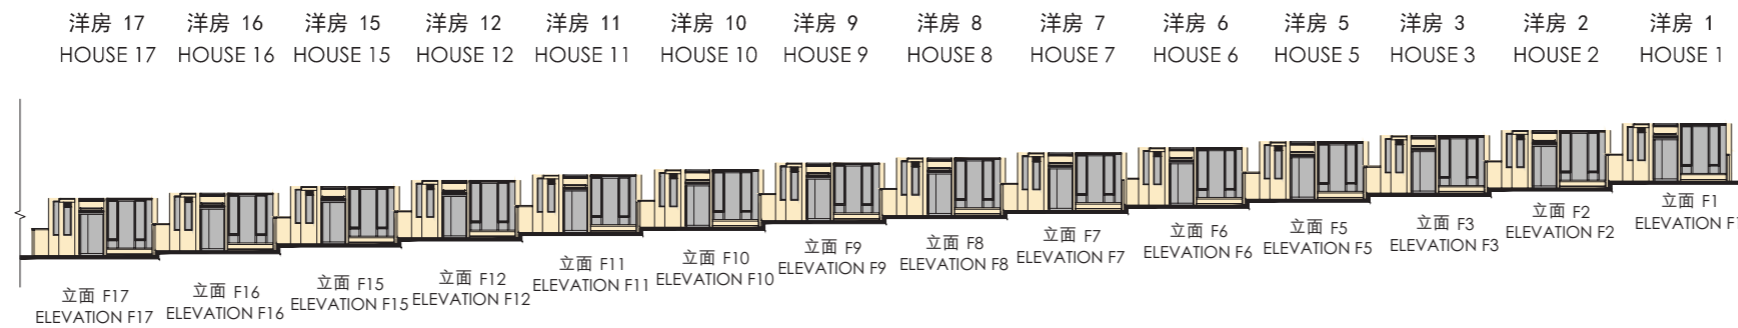 洋房 17
HOUSE 17
洋房 16
HOUSE 16
洋房 15
HOUSE 15
洋房 12
HOUSE 12
洋房 11
HOUSE 11
洋房 10
HOUSE 10
洋房 9
HOUSE 9
洋房 8
HOUSE 8
洋房 7
HOUSE 7
洋房 6
HOUSE 6
洋房 5
HOUSE 5
洋房 3
HOUSE 3
洋房 2
HOUSE 2
洋房 1
HOUSE 1
立面 F17
ELEVATION F17
立面 F16
ELEVATION F16
立面 F15
ELEVATION F15
立面 F12
ELEVATION F12
立面 F11
ELEVATION F11
立面 F10
ELEVATION F10
立面 F9
ELEVATION F9
立面 F8
ELEVATION F8
立面 F7
ELEVATION F7
立面 F6
ELEVATION F6
立面 F5
ELEVATION F5
立面 F3
ELEVATION F3
立面 F2
ELEVATION F2
立面 F1
ELEVATION F1